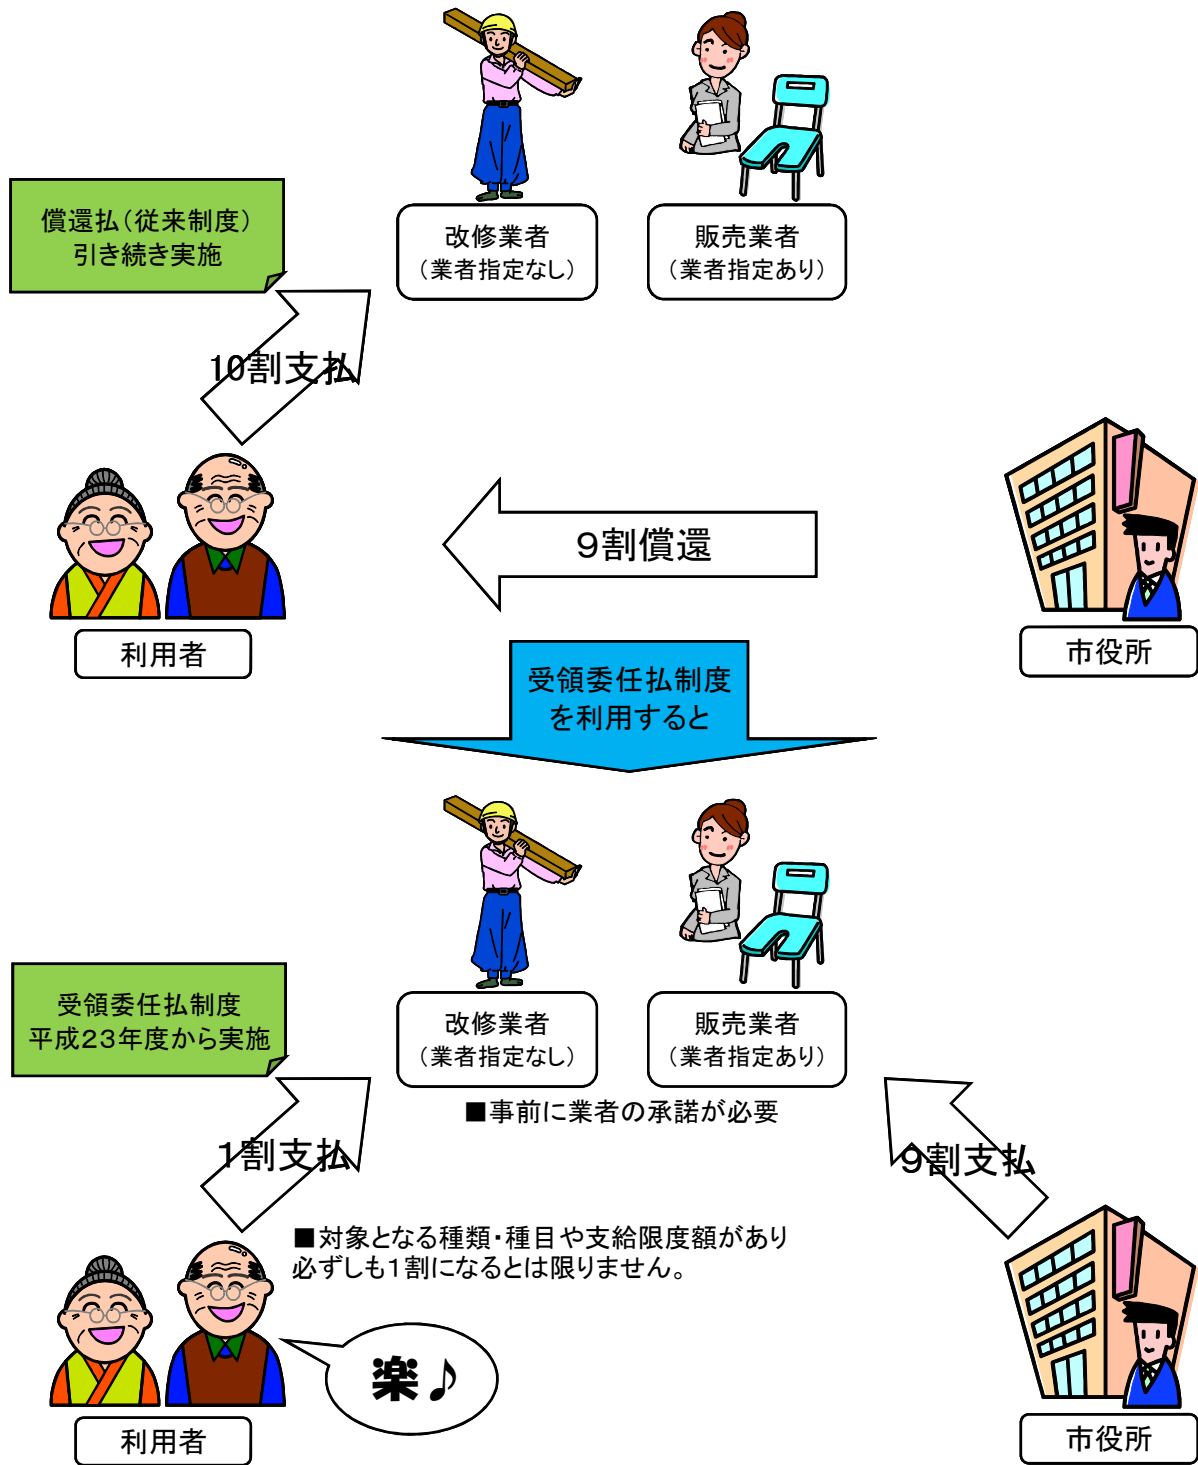 償還払（従来制度）
引き続き実施
改修業者
（業者指定なし）
販売業者
（業者指定あり）
10割支払
９割償還
利用者
市役所
受領委任払制度
を利用すると
受領委任払制度
平成２３年度から実施
改修業者
（業者指定なし）
販売業者
（業者指定あり）
■事前に業者の承諾が必要
１割支払
９割支払
■対象となる種類・種目や支給限度額があり
必ずしも１割になるとは限りません。
楽♪
利用者
市役所